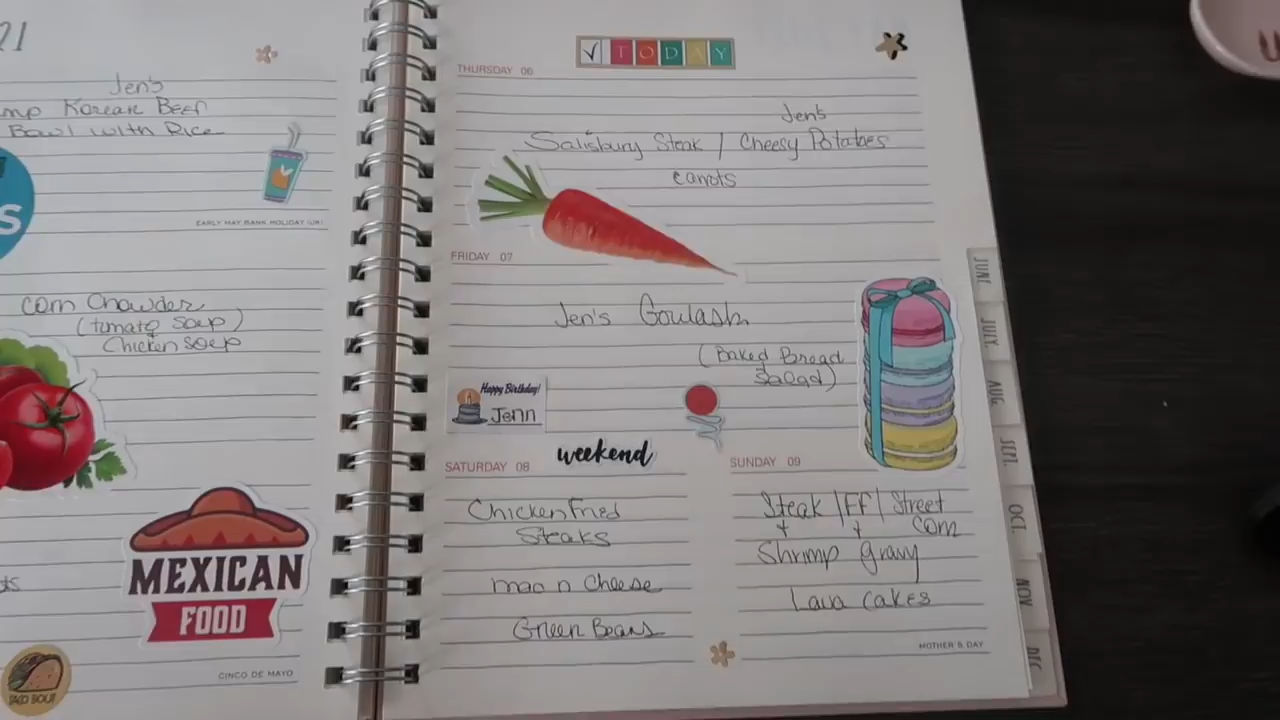 21
Jen's
Korean Beef
Bowl with Rice
S
EARLY MAY BANK HOLIDAY (UK)
Corn Chowder
(tomato Soup)
Chicken Soup
MEXICAN
FOOD
TACO BOUT
CINCO DE MAYO
TODAY
THURSDAY 06
Jen's
Salisbury Steak / Cheesy Potatoes
carrots
FRIDAY 07
Jen's Goulash
(Baked Bread
Salad)
Happy Birthday!
Jenn
weekend
SATURDAY 08
Chicken Fried
Steaks
mac n Cheese
Green Beans
SUNDAY 09
Steak | FF | Street
+ + Corn
Shrimp gravy
Lava Cakes
MOTHER'S DAY
JUNE
JULY
AUG
SEPT.
OCT.
NOV
DEC